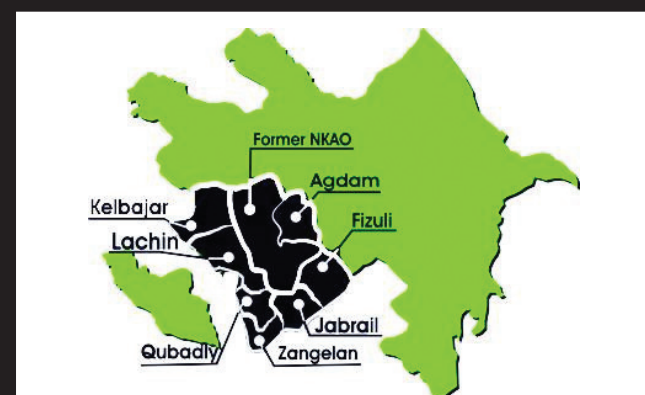 Former NKAO
Agdam
Kelbajar
Fizuli
Lachin
Jabrail
Qubadly
Zangelan